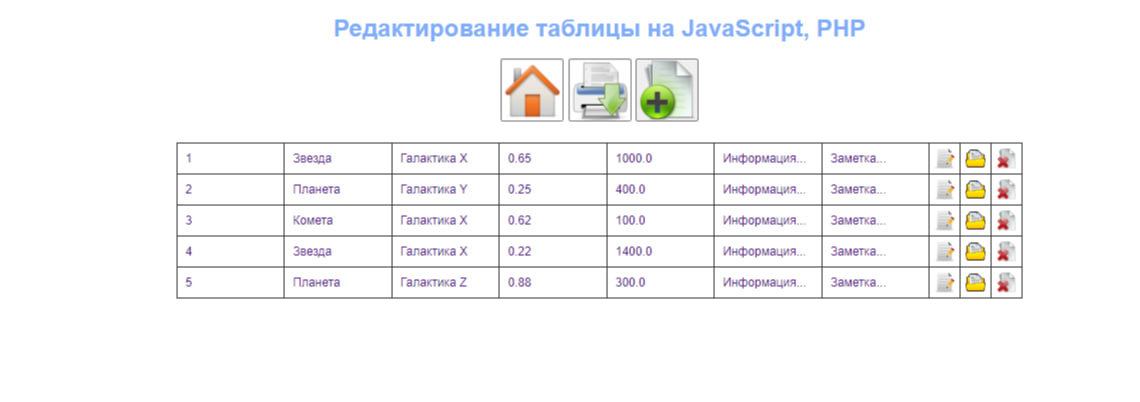 Редактирование таблицы на JavaScript, PHP
1 Звезда Галактика X 0.65 1000.0 Информация... Заметка...
2 Планета Галактика Y 0.25 400.0 Информация... Заметка...
3 Комета Галактика X 0.62 100.0 Информация... Заметка...
4 Звезда Галактика X 0.22 1400.0 Информация... Заметка...
5 Планета Галактика Z 0.88 300.0 Информация... Заметка...